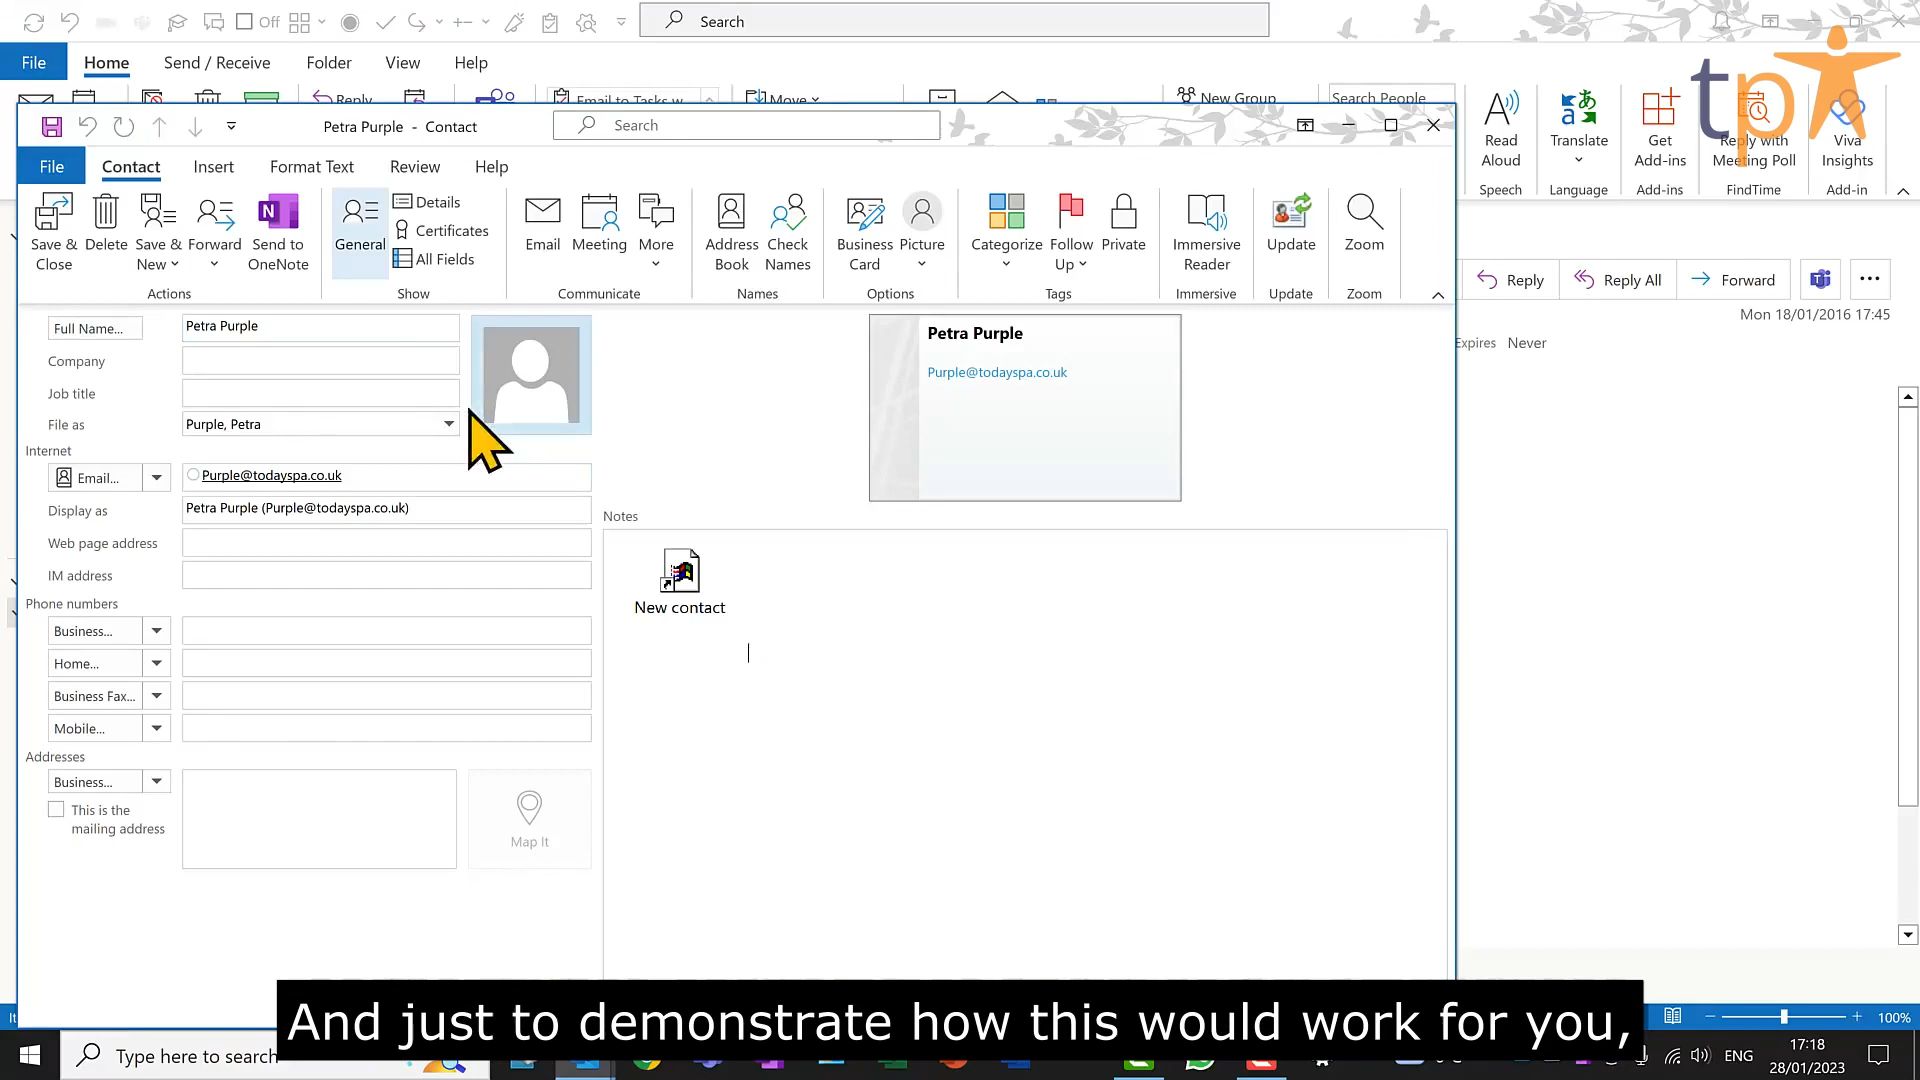 Off
Search
File
Home
Send / Receive
Folder
View
Help
Reply
Email to Tasks w
Move
New Group
Search People
Read Aloud
Translate
Get Add-ins
Reply with Meeting Poll
Viva Insights
Speech
Language
Add-ins
FindTime
Add-in
tp
Petra Purple - Contact
Search
File
Contact
Insert
Format Text
Review
Help
Save & Close
Delete
Save & New
Forward
Send to OneNote
General
Details
Certificates
All Fields
Email
Meeting
More
Address Book
Check Names
Business Card
Picture
Categorize
Follow Up
Private
Immersive Reader
Update
Zoom
Actions
Show
Communicate
Names
Options
Tags
Immersive
Update
Zoom
Reply
Reply All
Forward
Mon 18/01/2016 17:45
Expires Never
Full Name...
Petra Purple
Company
Job title
File as
Purple, Petra
Internet
Email...
Purple@todayspa.co.uk
Display as
Petra Purple (Purple@todayspa.co.uk)
Web page address
IM address
Phone numbers
Business...
Home...
Business Fax...
Mobile...
Addresses
Business...
This is the
mailing address
Map It
Petra Purple
Purple@todayspa.co.uk
Notes
New contact
And just to demonstrate how this would work for you,
100%
Type here to search
ENG
17:18
28/01/2023